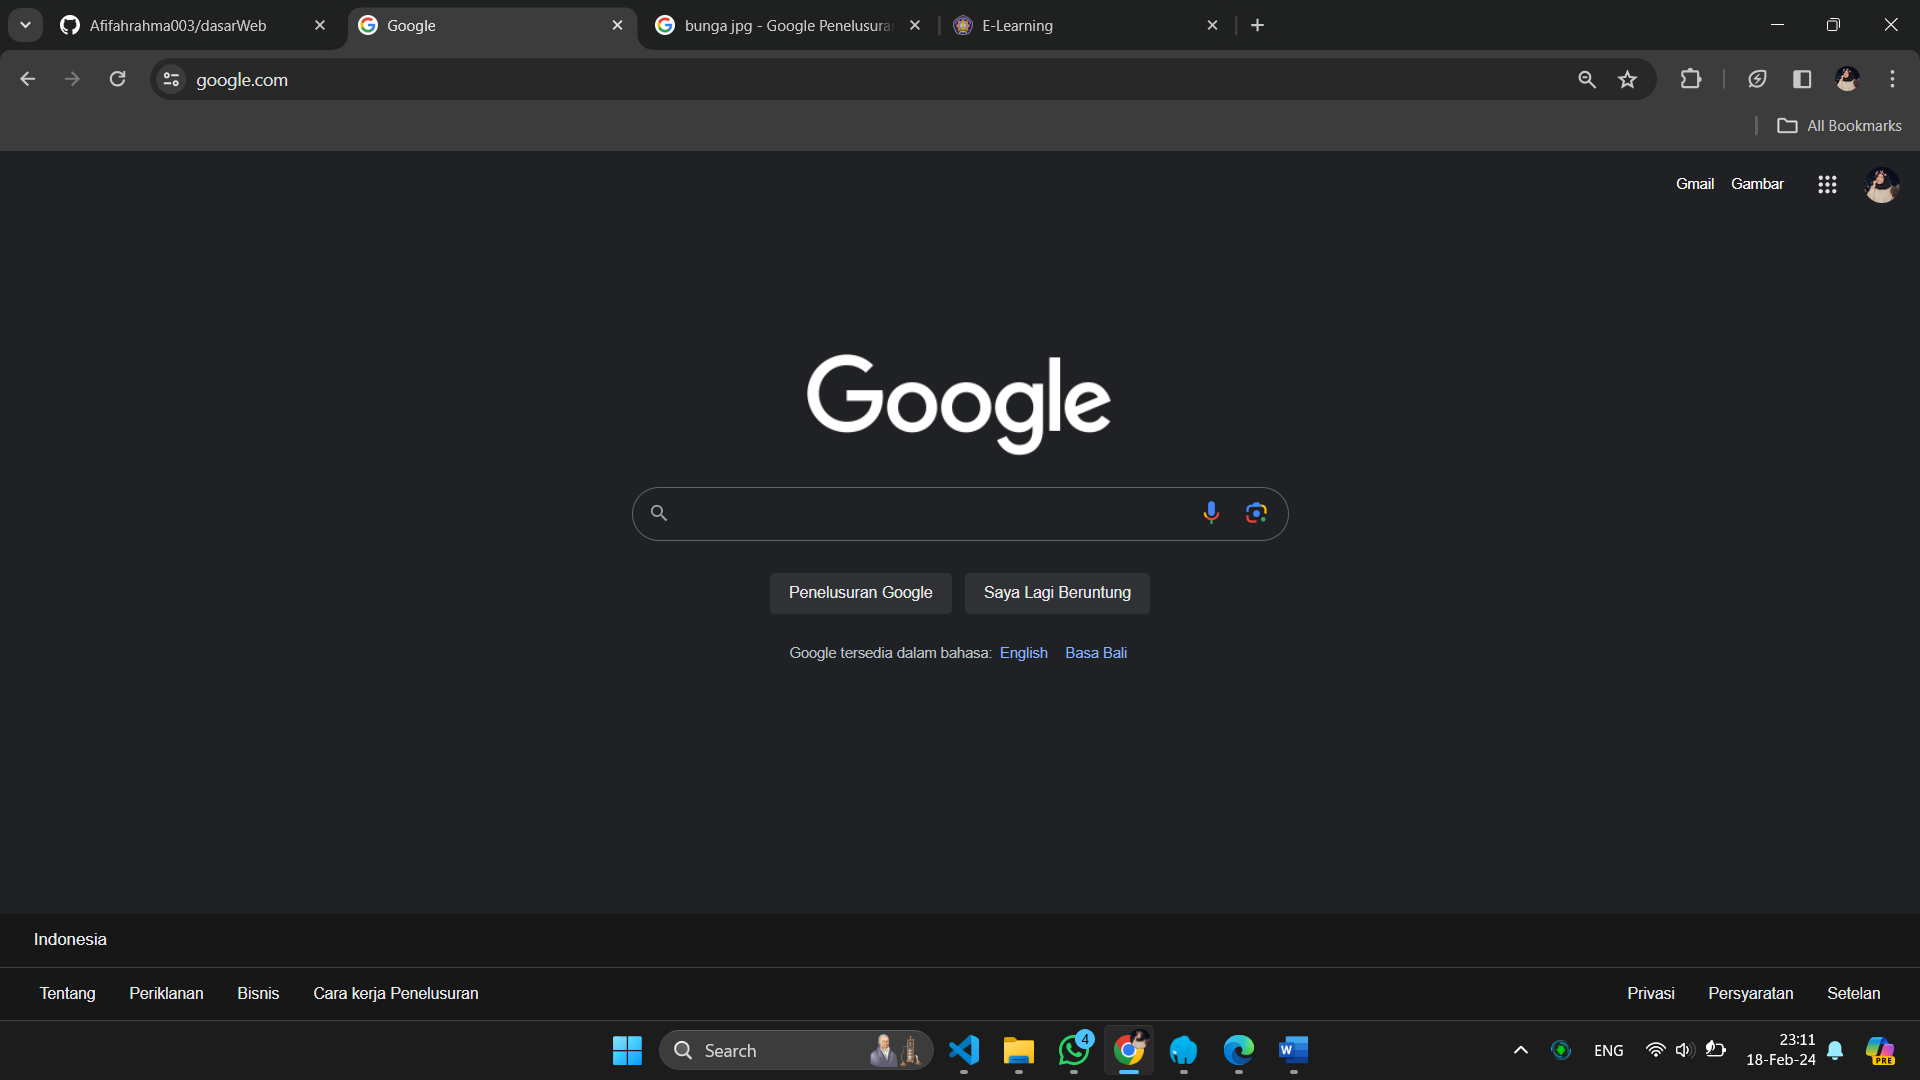 Afifahrahma003/dasarWeb
Google
bunga jpg - Google Penelusura
E-Learning
google.com
All Bookmarks
Gmail Gambar
Google
Penelusuran Google Saya Lagi Beruntung
Google tersedia dalam bahasa: English Basa Bali
Indonesia
Tentang Periklanan Bisnis Cara kerja Penelusuran Privasi Persyaratan Setelan
Search 4 W ENG 23:11 PRE
18-Feb-24